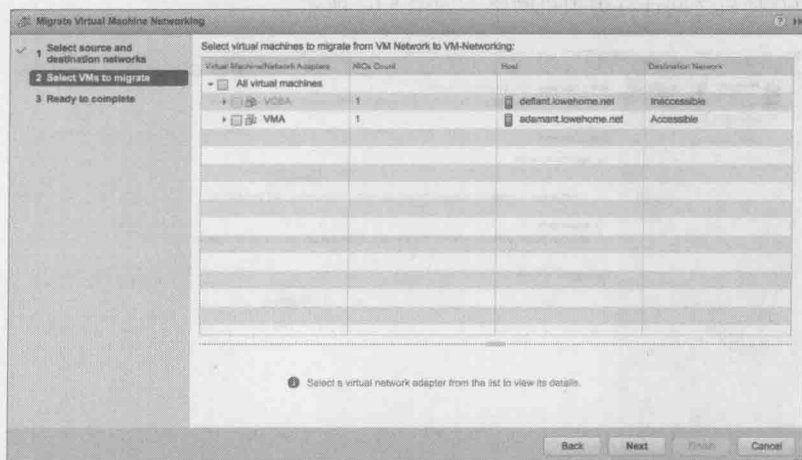 Migrate Virtual Machine Networking
1 Select source and destination networks
2 Select VMs to migrate
3 Ready to complete
Select virtual machines to migrate from VM Network to VM-Networking:
Virtual Machine/Network Adapters NICs Count Host Destination Network
All virtual machines
1 defiant.lowehome.net Inaccessible
VMA 1 adamant.lowehome.net Accessible
Select a virtual network adapter from the list to view its details.
Back Next Finish Cancel